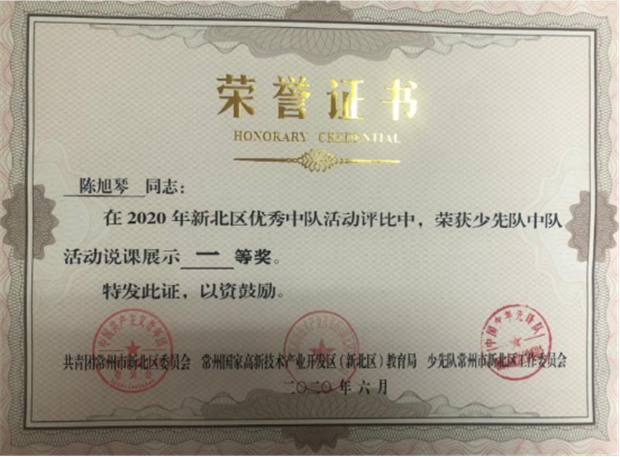 荣誉证书
HONORARY CREDENTIAL
陈旭琴 同志：
在2020年新北区优秀中队活动评比中，荣获少先队中队
活动说课展示 一 等奖。
特发此证，以资鼓励。
共青团常州市新北区委员会 常州国家高新技术产业开发区（新北区）教育局 少先队常州市新北区工作委员会
二〇二〇年六月